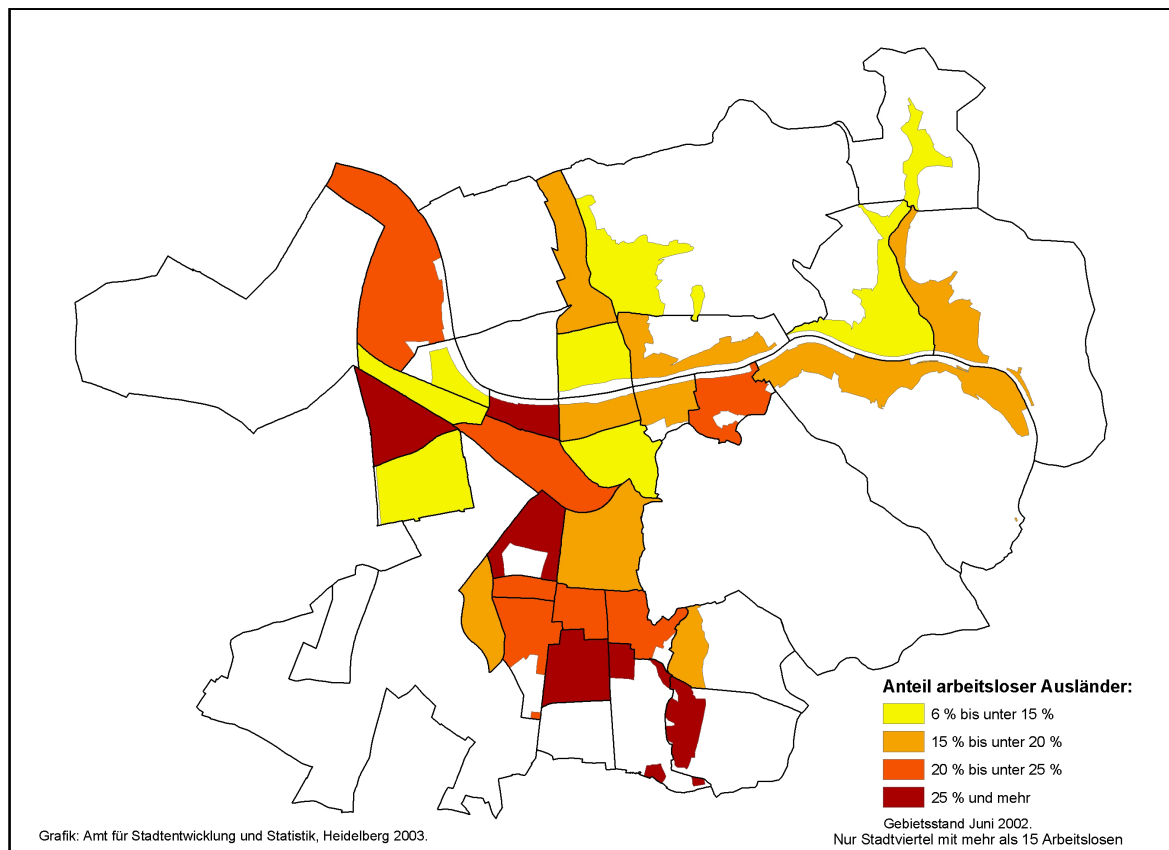 Anteil arbeitsloser Ausländer:
6 % bis unter 15 %
15 % bis unter 20 %
20 % bis unter 25 %
25 % und mehr
Gebietsstand Juni 2002.
Nur Stadtviertel mit mehr als 15 Arbeitslosen
Grafik: Amt für Stadtentwicklung und Statistik, Heidelberg 2003.